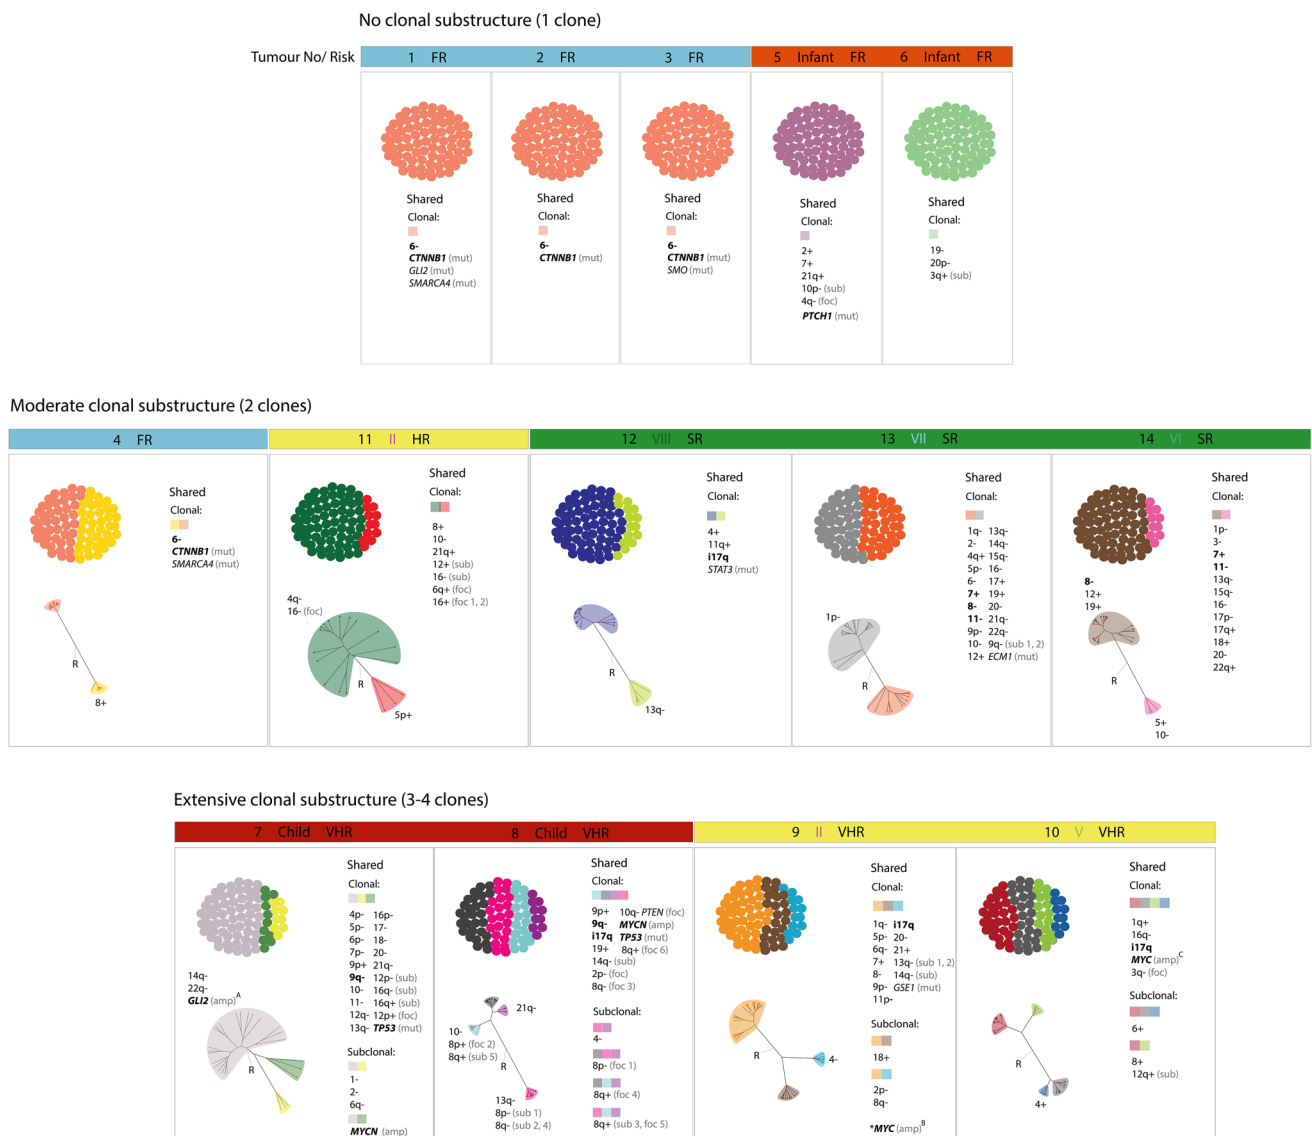 No clonal substructure (1 clone)
Tumour No/ Risk
1 FR
2 FR
3 FR
5 Infant FR
6 Infant FR
Shared
Clonal:
6-
CTNNB1 (mut)
GLI2 (mut)
SMARCA4 (mut)
Shared
Clonal:
6-
CTNNB1 (mut)
Shared
Clonal:
6-
CTNNB1 (mut)
SMO (mut)
Shared
Clonal:
2+
7+
21q+
10p- (sub)
4q- (foc)
PTCH1 (mut)
Shared
Clonal:
19-
20p-
3q+ (sub)
Moderate clonal substructure (2 clones)
4 FR
11 II HR
12 VIII SR
13 VII SR
14 VI SR
Shared
Clonal:
6-
CTNNB1 (mut)
SMARCA4 (mut)
R
8+
Shared
Clonal:
8+
10-
21q+
12+ (sub)
16- (sub)
6q+ (foc)
16+ (foc 1, 2)
4q-
16- (foc)
R
5p+
Shared
Clonal:
4+
11q+
i17q
STAT3 (mut)
R
13q-
Shared
Clonal:
1q- 13q-
2- 14q-
4q+ 15q-
5p- 16-
6- 17+
7+ 19+
8- 20-
11- 21q-
9p- 22q-
10- 9q- (sub 1, 2)
12+ ECM1 (mut)
1p-
R
Shared
Clonal:
1p-
3-
7+
11-
13q-
15q-
16-
17p-
17q+
18+
20-
22q+
8-
12+
19+
R
5+
10-
Extensive clonal substructure (3-4 clones)
7 Child VHR
8 Child VHR
9 II VHR
10 V VHR
Shared
Clonal:
4p- 16p-
5p- 17-
6p- 18-
7p- 20-
9p+ 21q-
9q- 12p- (sub)
10- 16q- (sub)
11- 16q+ (sub)
12q- 12p+ (foc)
13q- TP53 (mut)
Subclonal:
1-
2-
6q-
MYCN (amp)
14q-
22q-
GLI2 (amp)A
R
Shared
Clonal:
9p+ 10q- PTEN (foc)
9q- MYCN (amp)
i17q TP53 (mut)
19+ 8q+ (foc 6)
14q- (sub)
2p- (foc)
8q- (foc 3)
Subclonal:
4-
8p- (foc 1)
8q+ (foc 4)
8q+ (sub 3, foc 5)
21q-
10-
8p+ (foc 2)
8q+ (sub 5)
R
13q-
8p- (sub 1)
8q- (sub 2, 4)
Shared
Clonal:
1q- i17q
5p- 20-
6q- 21+
7+ 13q- (sub 1, 2)
8- 14q- (sub)
9p- GSE1 (mut)
11p-
Subclonal:
18+
2p-
8q-
*MYC (amp)B
R
4-
Shared
Clonal:
1q+
16q-
i17q
MYC (amp)C
3q- (foc)
Subclonal:
6+
8+
12q+ (sub)
R
4+